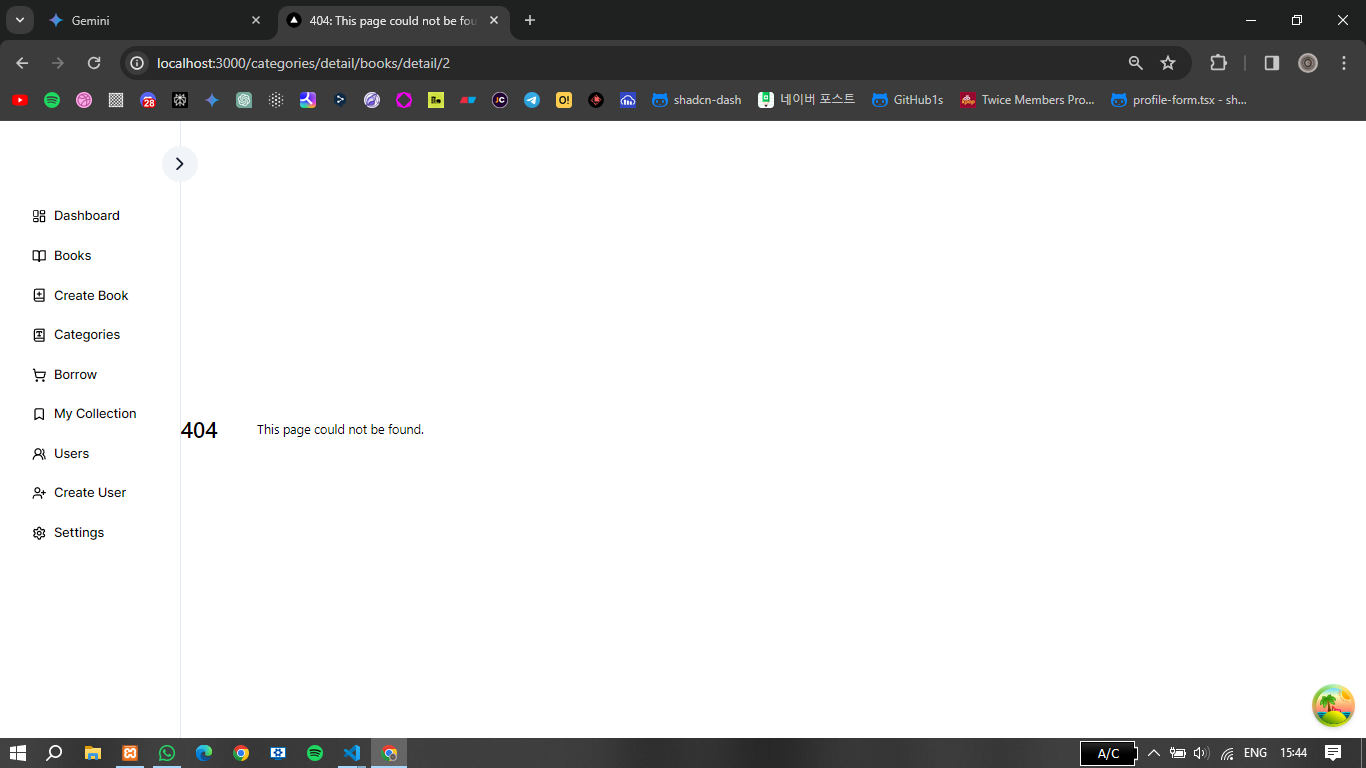 Gemini
404: This page could not be fou
localhost:3000/categories/detail/books/detail/2
28
shadcn-dash
네이버 포스트
GitHub1s
Twice Members Pro...
profile-form.tsx - sh...
Dashboard
Books
Create Book
Categories
Borrow
My Collection
Users
Create User
Settings
404
This page could not be found.
A/C
ENG
15:44